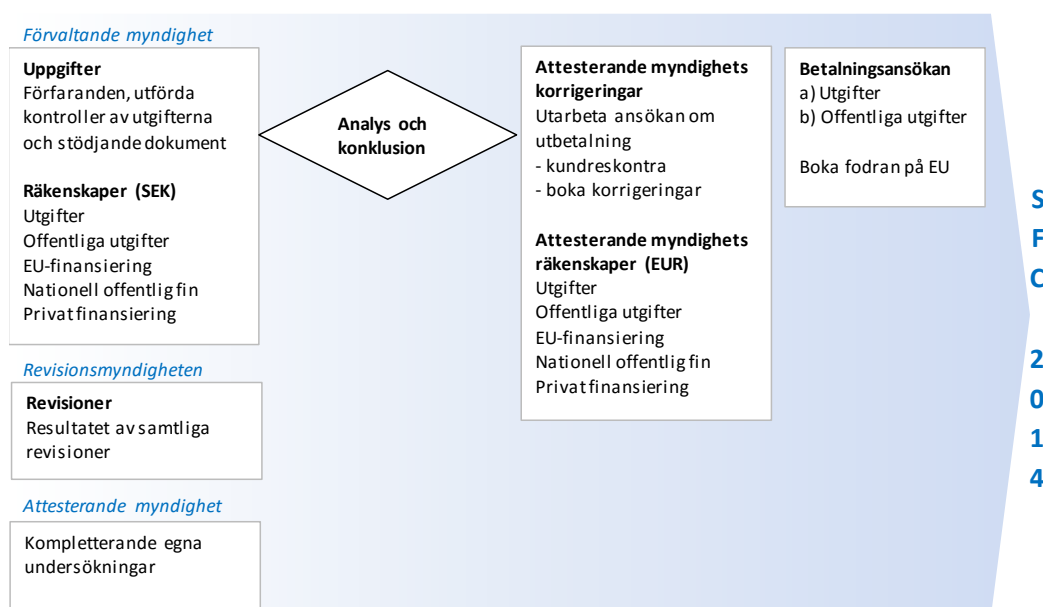 Förvaltande myndighet
Uppgifter
Förfaranden, utförda
kontroller av utgifterna
och stödjande dokument
Räkenskaper (SEK)
Utgifter
Offentliga utgifter
EU-finansiering
Nationell offentlig fin
Privat finansiering
Revisionsmyndigheten
Revisioner
Resultatet av samtliga
revisioner
Attesterande myndighet
Kompletterande egna
undersökningar
Analys och
konklusion
Attesterande myndighets
korrigeringar
Utarbeta ansökan om
utbetalning
- kundreskontra
- boka korrigeringar
Attesterande myndighets
räkenskaper (EUR)
Utgifter
Offentliga utgifter
EU-finansiering
Nationell offentlig fin
Privat finansiering
Betalningsansökan
a) Utgifter
b) Offentliga utgifter
Boka fodran på EU
S
F
C
2
0
1
4